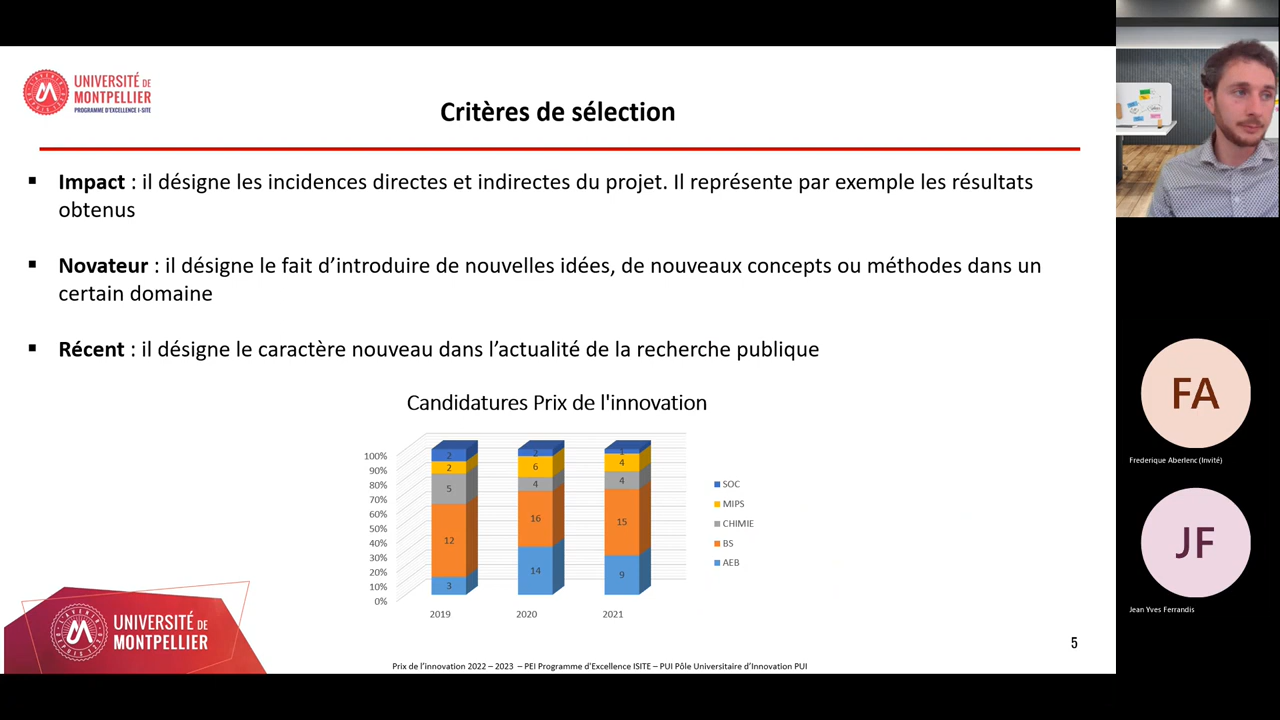 UNIVERSITÉ DE
MONTPELLIER
PROGRAMME D'EXCELLENCE I-SITE
Critères de sélection
▪ Impact : il désigne les incidences directes et indirectes du projet. Il représente par exemple les résultats
obtenus
▪ Novateur : il désigne le fait d’introduire de nouvelles idées, de nouveaux concepts ou méthodes dans un
certain domaine
▪ Récent : il désigne le caractère nouveau dans l’actualité de la recherche publique
Candidatures Prix de l'innovation
100%
90%
80%
70%
60%
50%
40%
30%
20%
10%
0%
2
2
5
12
3
2
6
4
16
14
1
4
4
15
9
2019
2020
2021
SOC
MIPS
CHIMIE
BS
AEB
UNIVERSITÉ DE
MONTPELLIER
5
Prix de l’innovation 2022 – 2023 – PEI Programme d'Excellence ISITE – PUI Pôle Universitaire d’Innovation PUI
FA
Frederique Aberlenc (Invité)
JF
Jean Yves Ferrandis